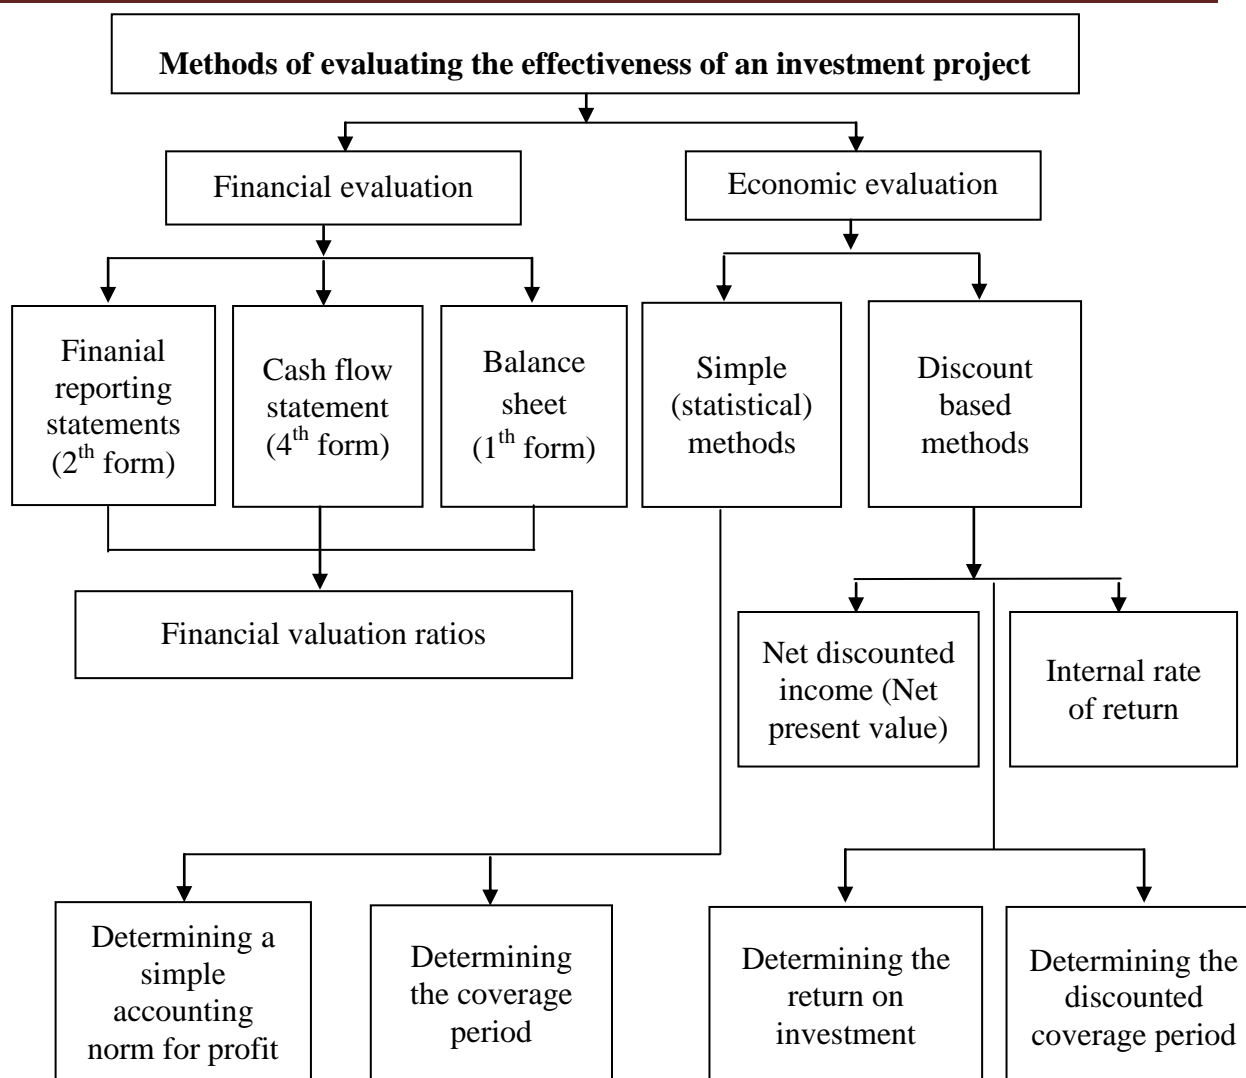 Methods of evaluating the effectiveness of an investment project
Financial evaluation
Economic evaluation
Finanial
reporting
statements
(2th form)
Cash flow
statement
(4th form)
Balance
sheet
(1th form)
Simple
(statistical)
methods
Discount
based
methods
Financial valuation ratios
Net discounted
income (Net
present value)
Internal rate
of return
Determining a
simple
accounting
norm for profit
Determining
the coverage
period
Determining the
return on
investment
Determining the
discounted
coverage period